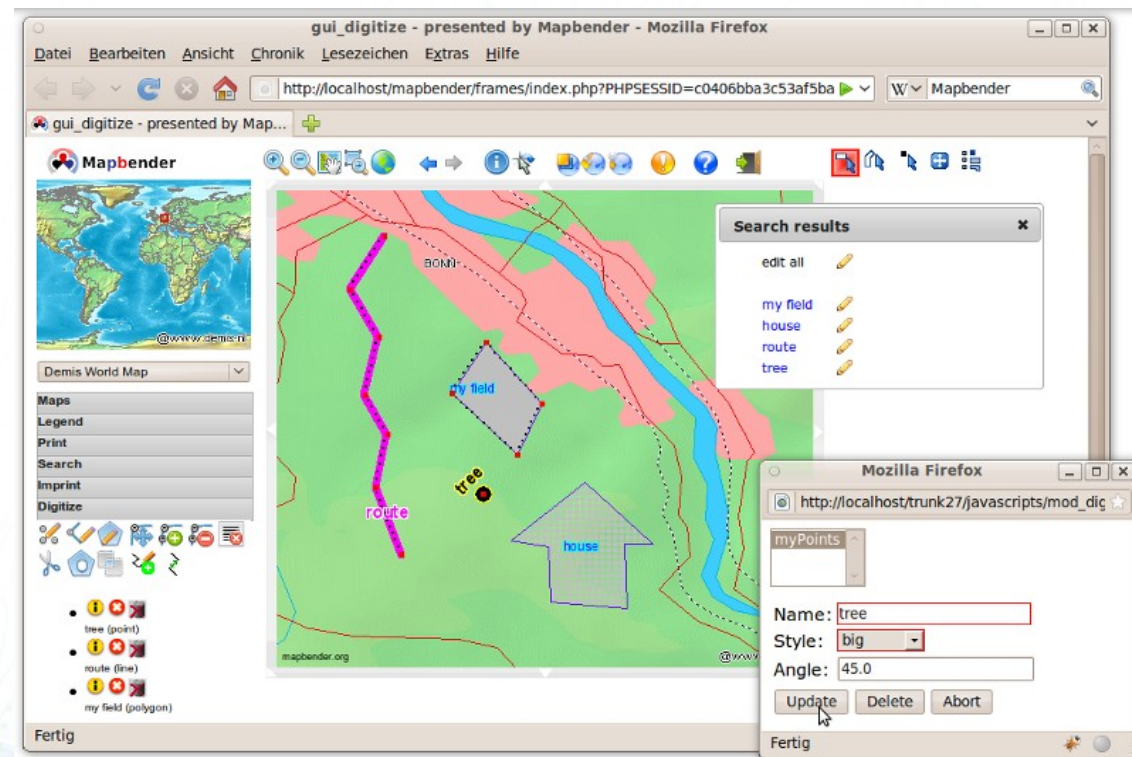 gui_digitize - presented by Mapbender - Mozilla Firefox
Datei Bearbeiten Ansicht Chronik Lesezeichen Extras Hilfe
http://localhost/mapbender/frames/index.php?PHPSESSID=c0406bba3c53af5ba
W
Mapbender
gui_digitize - presented by Map...
Mapbender
@www.demis.nl
Demis World Map
Maps
Legend
Print
Search
Imprint
Digitize
tree (point)
route (line)
my field (polygon)
BONN
my field
tree
route
house
mapbender.org
@www
Search results
edit all
my field
house
route
tree
Mozilla Firefox
http://localhost/trunk27/javascripts/mod_dig
myPoints
Name: tree
Style: big
Angle: 45.0
Update Delete Abort
Fertig
Fertig